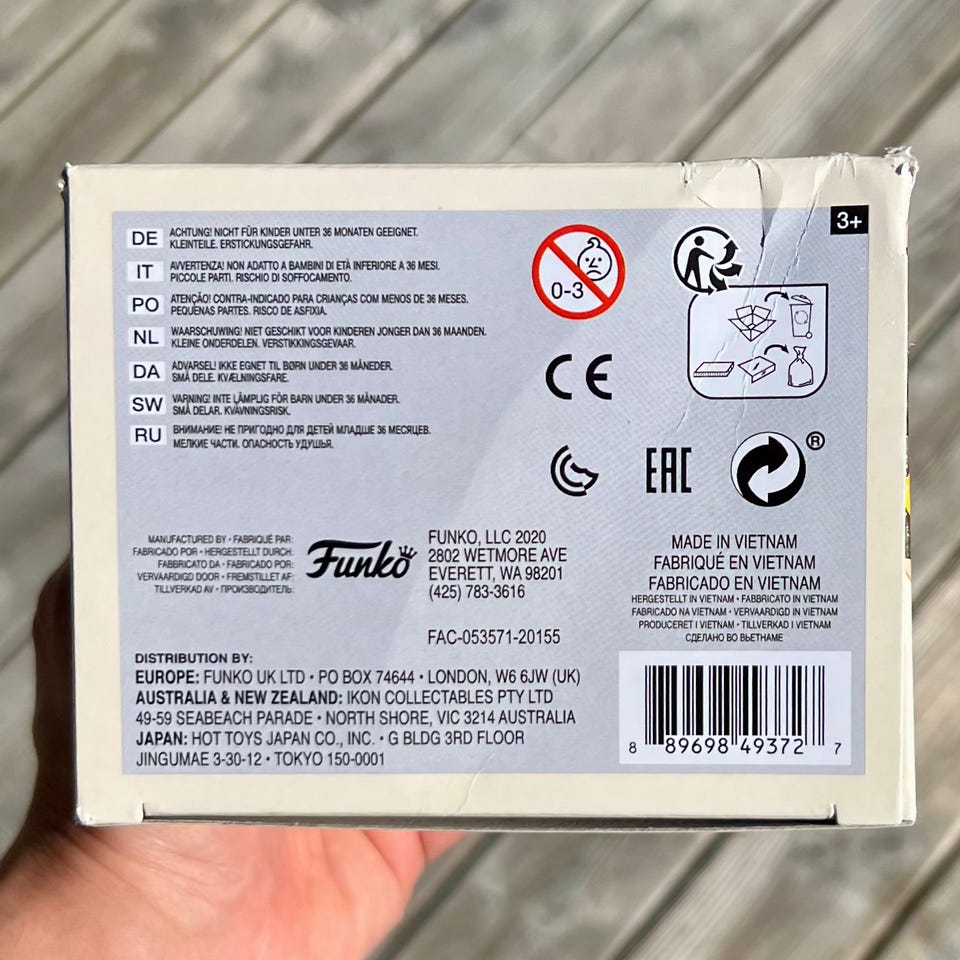 3+
DE ACHTUNG! NICHT FÜR KINDER UNTER 36 MONATEN GEEIGNET.
KLEINTEILE. ERSTICKUNGSGEFAHR.
IT AVVERTENZA! NON ADATTO A BAMBINI DI ETÀ INFERIORE A 36 MESI.
PICCOLE PARTI. RISCHIO DI SOFFOCAMENTO.
PO ATENÇÃO! CONTRA-INDICADO PARA CRIANÇAS COM MENOS DE 36 MESES.
PEQUENAS PARTES. RISCO DE ASFIXIA.
NL WAARSCHUWING! NIET GESCHIKT VOOR KINDEREN JONGER DAN 36 MAANDEN.
KLEINE ONDERDELEN. VERSTIKKINGSGEVAAR.
DA ADVARSEL! IKKE EGNET TIL BØRN UNDER 36 MÅNEDER.
SMÅ DELE. KVÆLNINGSFARE.
SW VARNING! INTE LÄMPLIG FÖR BARN UNDER 36 MÅNADER.
SMÅ DELAR. KVÄVNINGSRISK.
RU ВНИМАНИЕ! НЕ ПРИГОДНО ДЛЯ ДЕТЕЙ МЛАДШЕ 36 МЕСЯЦЕВ.
МЕЛКИЕ ЧАСТИ. ОПАСНОСТЬ УДУШЬЯ.
0-3
CE
EAC
®
MANUFACTURED BY • FABRIQUÉ PAR:
FABRICADO POR • HERGESTELLT DURCH:
FABBRICATO DA • FABRICADO POR:
VERVAARDIGD DOOR • FREMSTILLET AF:
TILLVERKAD AV • ПРОИЗВОДИТЕЛЬ:
Funko
FUNKO, LLC 2020
2802 WETMORE AVE
EVERETT, WA 98201
(425) 783-3616
FAC-053571-20155
MADE IN VIETNAM
FABRIQUÉ EN VIETNAM
FABRICADO EN VIETNAM
HERGESTELLT IN VIETNAM • FABBRICATO IN VIETNAM
FABRICADO NA VIETNAM • VERVAARDIGD IN VIETNAM
PRODUCERET I VIETNAM • TILLVERKAD I VIETNAM
СДЕЛАНО ВО ВЬЕТНАМЕ
DISTRIBUTION BY:
EUROPE: FUNKO UK LTD • PO BOX 74644 • LONDON, W6 6JW (UK)
AUSTRALIA & NEW ZEALAND: IKON COLLECTABLES PTY LTD
49-59 SEABEACH PARADE • NORTH SHORE, VIC 3214 AUSTRALIA
JAPAN: HOT TOYS JAPAN CO., INC. • G BLDG 3RD FLOOR
JINGUMAE 3-30-12 • TOKYO 150-0001
8 89698 49372 7